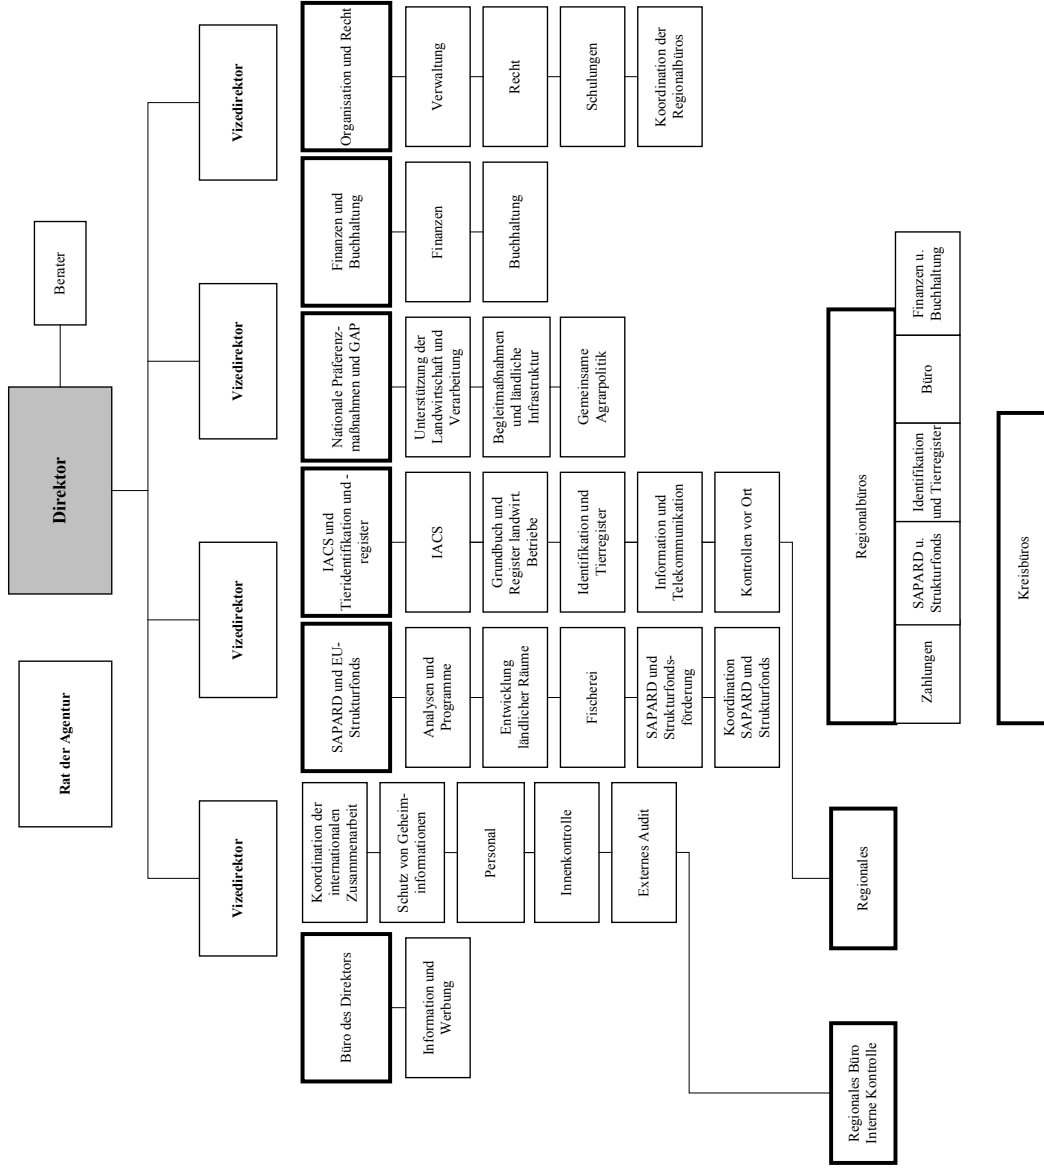 Rat der Agentur
Direktor
Berater
Vizedirektor
Vizedirektor
Vizedirektor
Vizedirektor
Büro des Direktors
Information und
Werbung
Koordination der
internationalen
Zusammenarbeit
Schutz von Geheim-
informationen
Personal
Innenkontrolle
Externes Audit
SAPARD und EU-
Strukturfonds
Analysen und
Programme
Entwicklung
ländlicher Räume
Fischerei
SAPARD und
Strukturfonds-
förderung
Koordination
SAPARD und
Strukturfonds
IACS und
Tieridentifikation und -
register
IACS
Grundbuch und
Register landwirt.
Betriebe
Identifikation und
Tierregister
Information und
Telekommunikation
Kontrollen vor Ort
Nationale Präferenz-
maßnahmen und GAP
Unterstützung der
Landwirtschaft und
Verarbeitung
Begleitmaßnahmen
und ländliche
Infrastruktur
Gemeinsame
Agrarpolitik
Finanzen und
Buchhaltung
Finanzen
Buchhaltung
Organisation und Recht
Verwaltung
Recht
Schulungen
Koordination der
Regionalbüros
Regionales Büro
Interne Kontrolle
Regionales
Regionalbüros
Zahlungen
SAPARD u.
Strukturfonds
Identifikation
und Tierregister
Büro
Finanzen u.
Buchhaltung
Kreisbüros